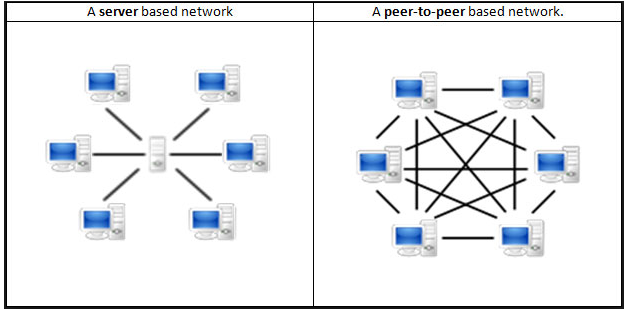 A server based network
A peer-to-peer based network.